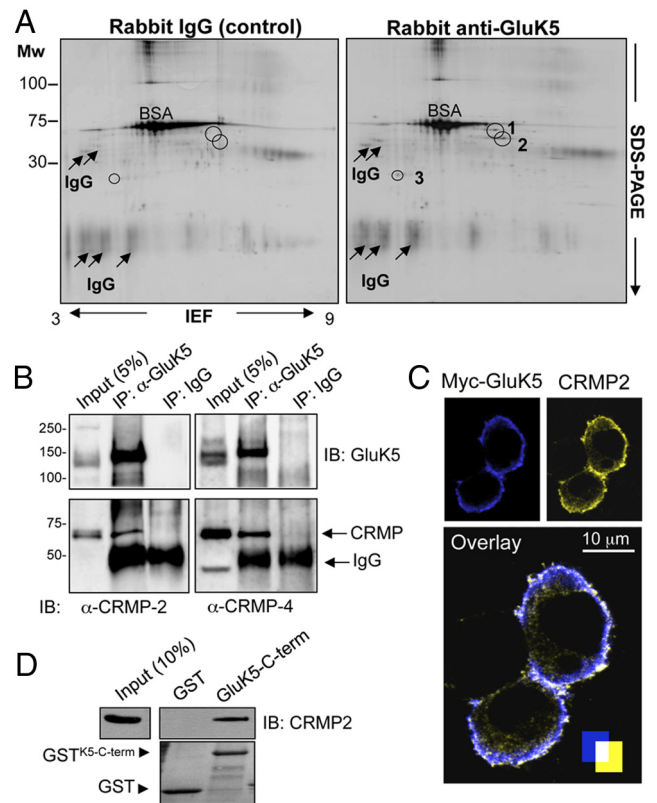 A
Rabbit IgG (control)
Rabbit anti-GluK5
Mw
100
75
30
BSA
IgG
IgG
BSA
1
2
3
IgG
IgG
SDS-PAGE
3
IEF
9
B
Input (5%)
IP: α-GluK5
IP: IgG
Input (5%)
IP: α-GluK5
IP: IgG
250-
150-
100-
IB: GluK5
75-
50-
CRMP
IgG
IB:
α-CRMP-2
α-CRMP-4
C
Myc-GluK5
CRMP2
Overlay
10 μm
D
Input (10%)
GST
GluK5-C-term
IB: CRMP2
GSTᴷ⁵⁻ᶜ⁻ᵗᵉʳᵐ
GST